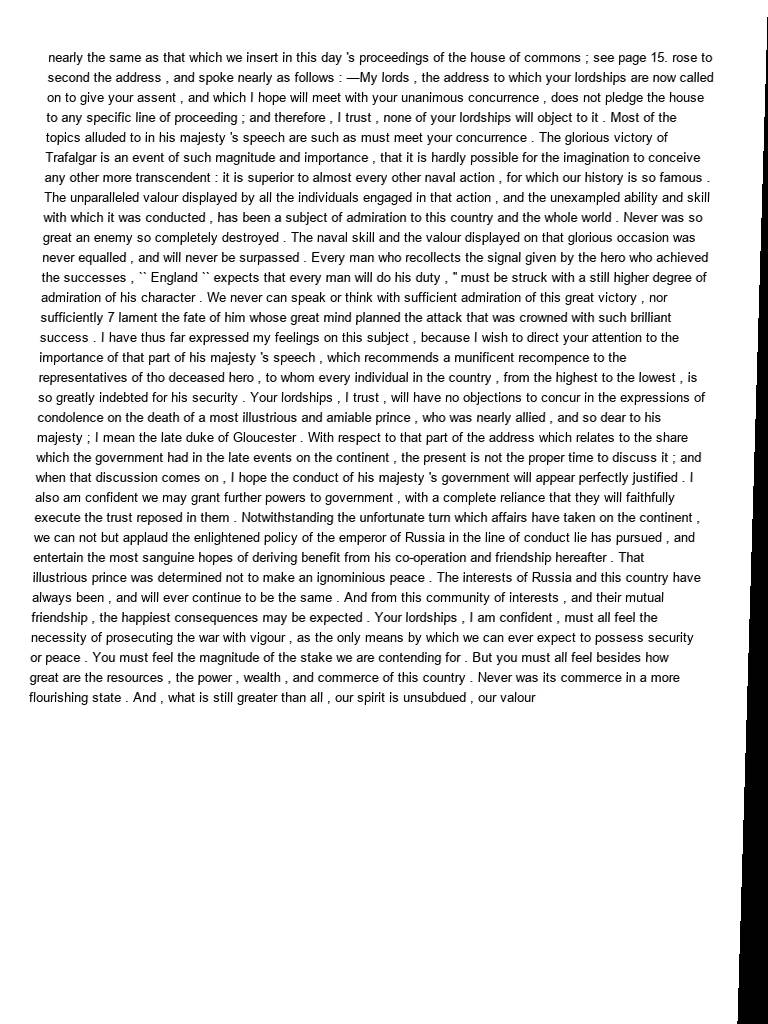 nearly the same as that which we insert in this day 's proceedings of the house of commons ; see page 15. rose to
second the address , and spoke nearly as follows : —My lords , the address to which your lordships are now called
on to give your assent , and which I hope will meet with your unanimous concurrence , does not pledge the house
to any specific line of proceeding ; and therefore , I trust , none of your lordships will object to it . Most of the
topics alluded to in his majesty 's speech are such as must meet your concurrence . The glorious victory of
Trafalgar is an event of such magnitude and importance , that it is hardly possible for the imagination to conceive
any other more transcendent : it is superior to almost every other naval action , for which our history is so famous .
The unparalleled valour displayed by all the individuals engaged in that action , and the unexampled ability and skill
with which it was conducted , has been a subject of admiration to this country and the whole world . Never was so
great an enemy so completely destroyed . The naval skill and the valour displayed on that glorious occasion was
never equalled , and will never be surpassed . Every man who recollects the signal given by the hero who achieved
the successes , `` England `` expects that every man will do his duty , " must be struck with a still higher degree of
admiration of his character . We never can speak or think with sufficient admiration of this great victory , nor
sufficiently 7 lament the fate of him whose great mind planned the attack that was crowned with such brilliant
success . I have thus far expressed my feelings on this subject , because I wish to direct your attention to the
importance of that part of his majesty 's speech , which recommends a munificent recompence to the
representatives of tho deceased hero , to whom every individual in the country , from the highest to the lowest , is
so greatly indebted for his security . Your lordships , I trust , will have no objections to concur in the expressions of
condolence on the death of a most illustrious and amiable prince , who was nearly allied , and so dear to his
majesty ; I mean the late duke of Gloucester . With respect to that part of the address which relates to the share
which the government had in the late events on the continent , the present is not the proper time to discuss it ; and
when that discussion comes on , I hope the conduct of his majesty 's government will appear perfectly justified . I
also am confident we may grant further powers to government , with a complete reliance that they will faithfully
execute the trust reposed in them . Notwithstanding the unfortunate turn which affairs have taken on the continent ,
we can not but applaud the enlightened policy of the emperor of Russia in the line of conduct lie has pursued , and
entertain the most sanguine hopes of deriving benefit from his co-operation and friendship hereafter . That
illustrious prince was determined not to make an ignominious peace . The interests of Russia and this country have
always been , and will ever continue to be the same . And from this community of interests , and their mutual
friendship , the happiest consequences may be expected . Your lordships , I am confident , must all feel the
necessity of prosecuting the war with vigour , as the only means by which we can ever expect to possess security
or peace . You must feel the magnitude of the stake we are contending for . But you must all feel besides how
great are the resources , the power , wealth , and commerce of this country . Never was its commerce in a more
flourishing state . And , what is still greater than all , our spirit is unsubdued , our valour